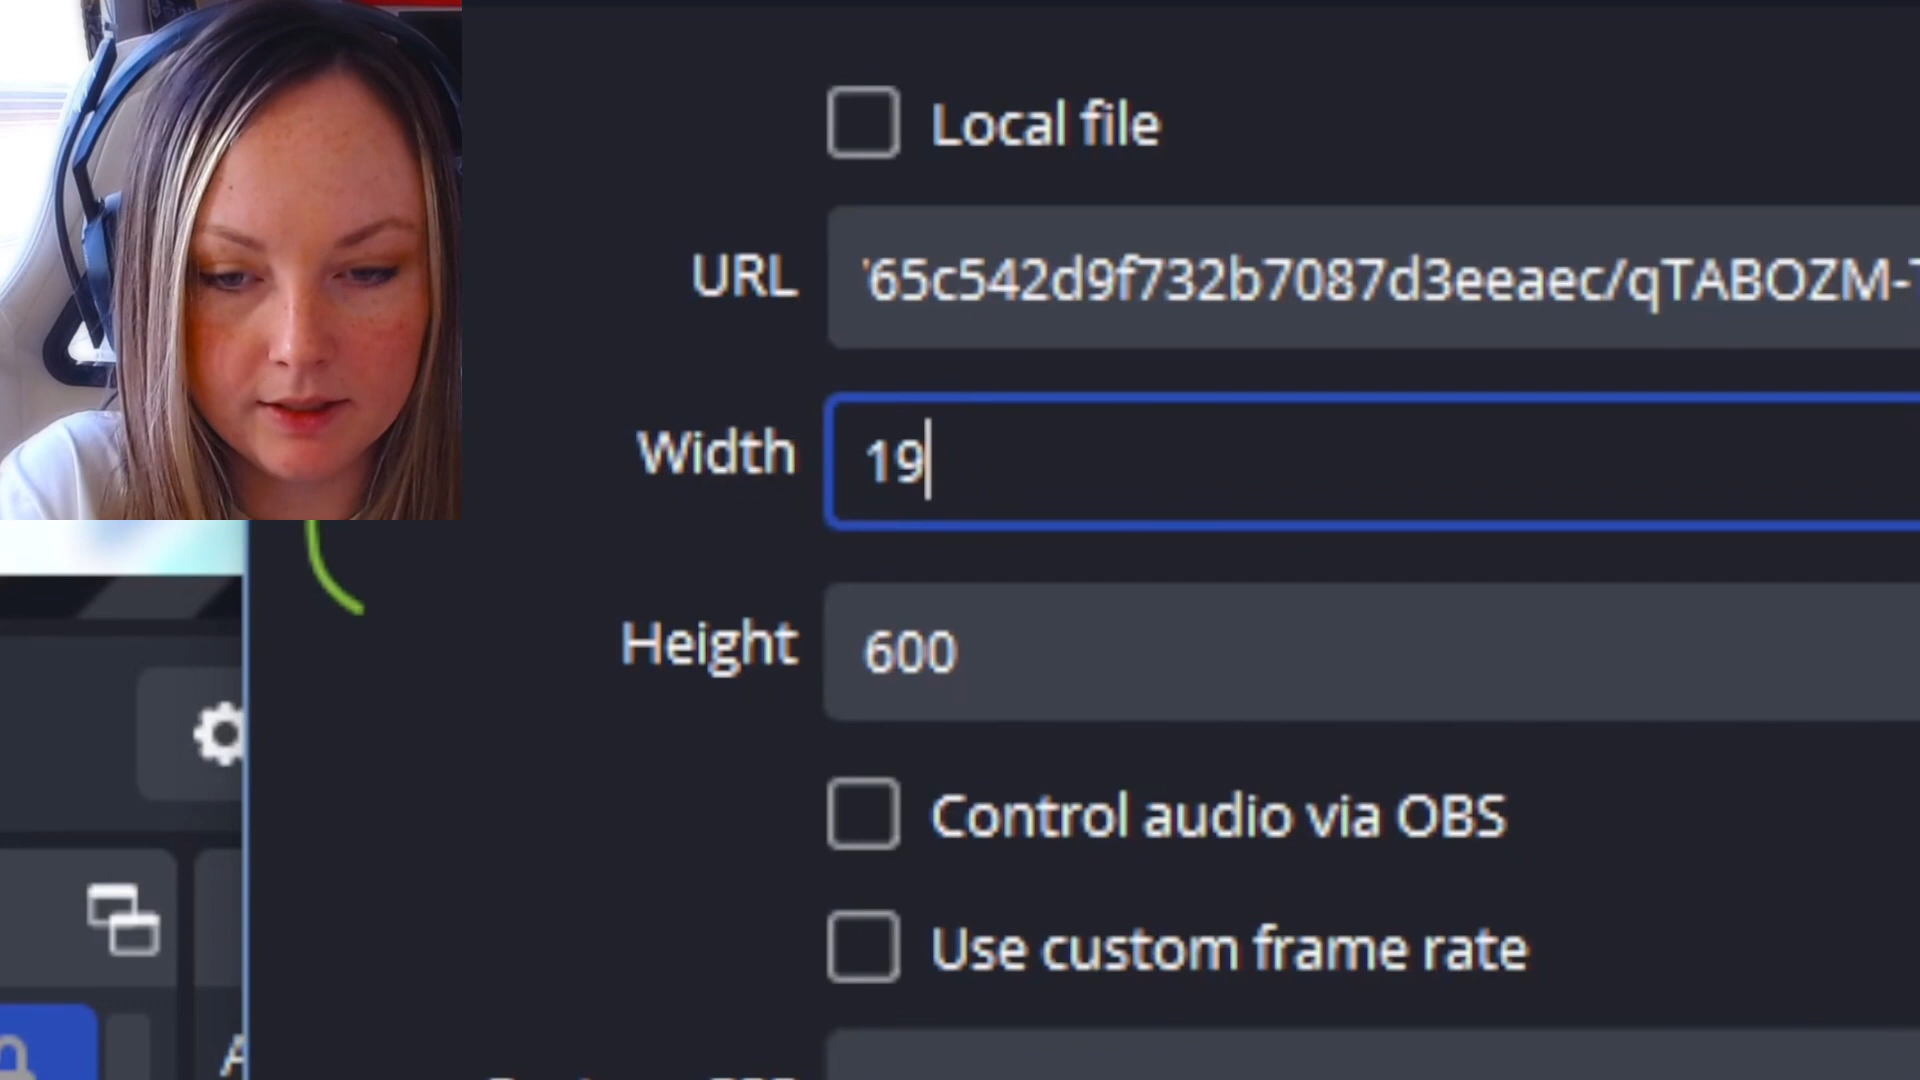 Local file
URL
65c542d9f732b7087d3eeaec/qTABOZM-
Width
19
Height
600
Control audio via OBS
Use custom frame rate